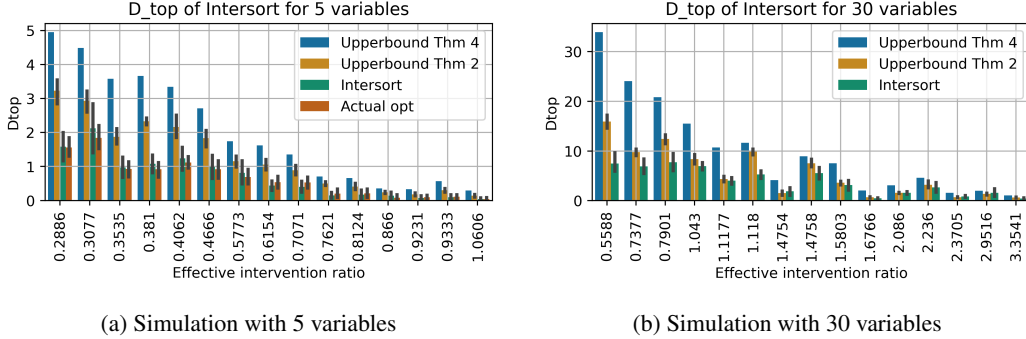 D_top of Intersort for 5 variables
5
4
3
2
1
0
Dtop
Upperbound Thm 4
Upperbound Thm 2
Intersort
Actual opt
0.2886
0.3077
0.3535
0.381
0.4062
0.4666
0.5773
0.6154
0.7071
0.7621
0.8124
0.866
0.9231
0.9333
1.0606
Effective intervention ratio
(a) Simulation with 5 variables
D_top of Intersort for 30 variables
30
20
10
0
Dtop
Upperbound Thm 4
Upperbound Thm 2
Intersort
0.5588
0.7377
0.7901
1.043
1.1177
1.118
1.4754
1.4758
1.5803
1.6766
2.086
2.236
2.3705
2.9516
3.3541
Effective intervention ratio
(b) Simulation with 30 variables